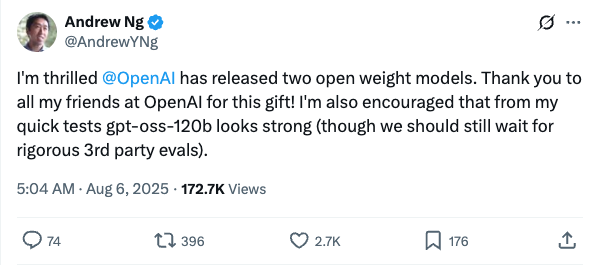 Andrew Ng
@AndrewYNg
I'm thrilled @OpenAI has released two open weight models. Thank you to
all my friends at OpenAI for this gift! I'm also encouraged that from my
quick tests gpt-oss-120b looks strong (though we should still wait for
rigorous 3rd party evals).
5:04 AM · Aug 6, 2025 · 172.7K Views
74 396 2.7K 176